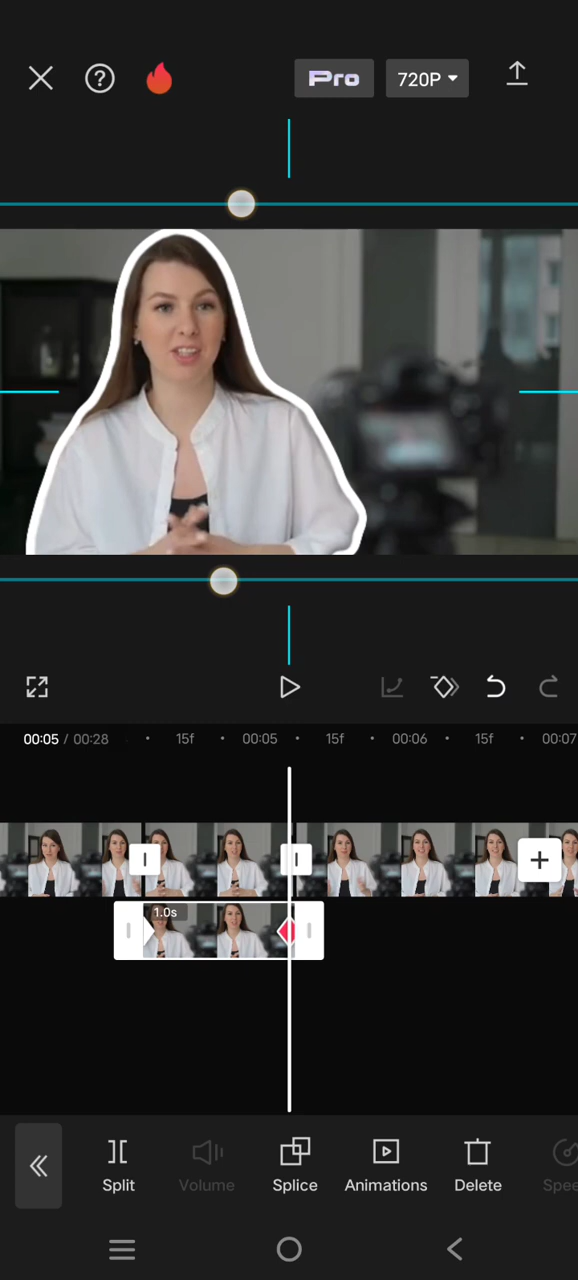 Pro 720P
00:05 / 00:28 15f 00:05 15f 00:06 15f 00:07
1.0s
Split Volume Splice Animations Delete Spee